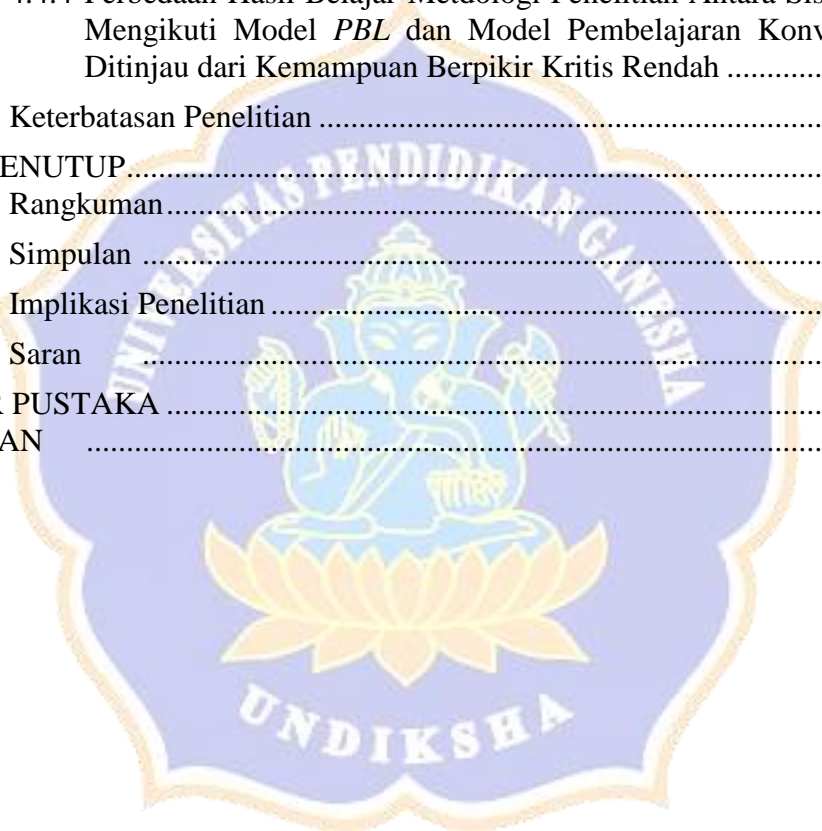 4.4.4 Perbedaan Hasil Belajar Metdologi Penelitian Antara Sis
Mengikuti Model PBL dan Model Pembelajaran Konv
Ditinjau dari Kemampuan Berpikir Kritis Rendah ............
Keterbatasan Penelitian ............................................................
ENUTUP....................................................................................
Rangkuman................................................................................
Simpulan ...................................................................................
Implikasi Penelitian ..................................................................
Saran ...................................................................................
R PUSTAKA ................................................................................
AN ..........................................................................................
UNIVERSITAS PENDIDIKAN GANESHA
UNDIKSHA